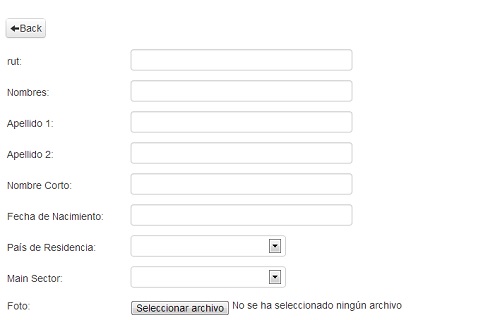 Back
rut:
Nombres:
Apellido 1:
Apellido 2:
Nombre Corto:
Fecha de Nacimiento:
País de Residencia:
Main Sector:
Foto: Seleccionar archivo No se ha seleccionado ningún archivo